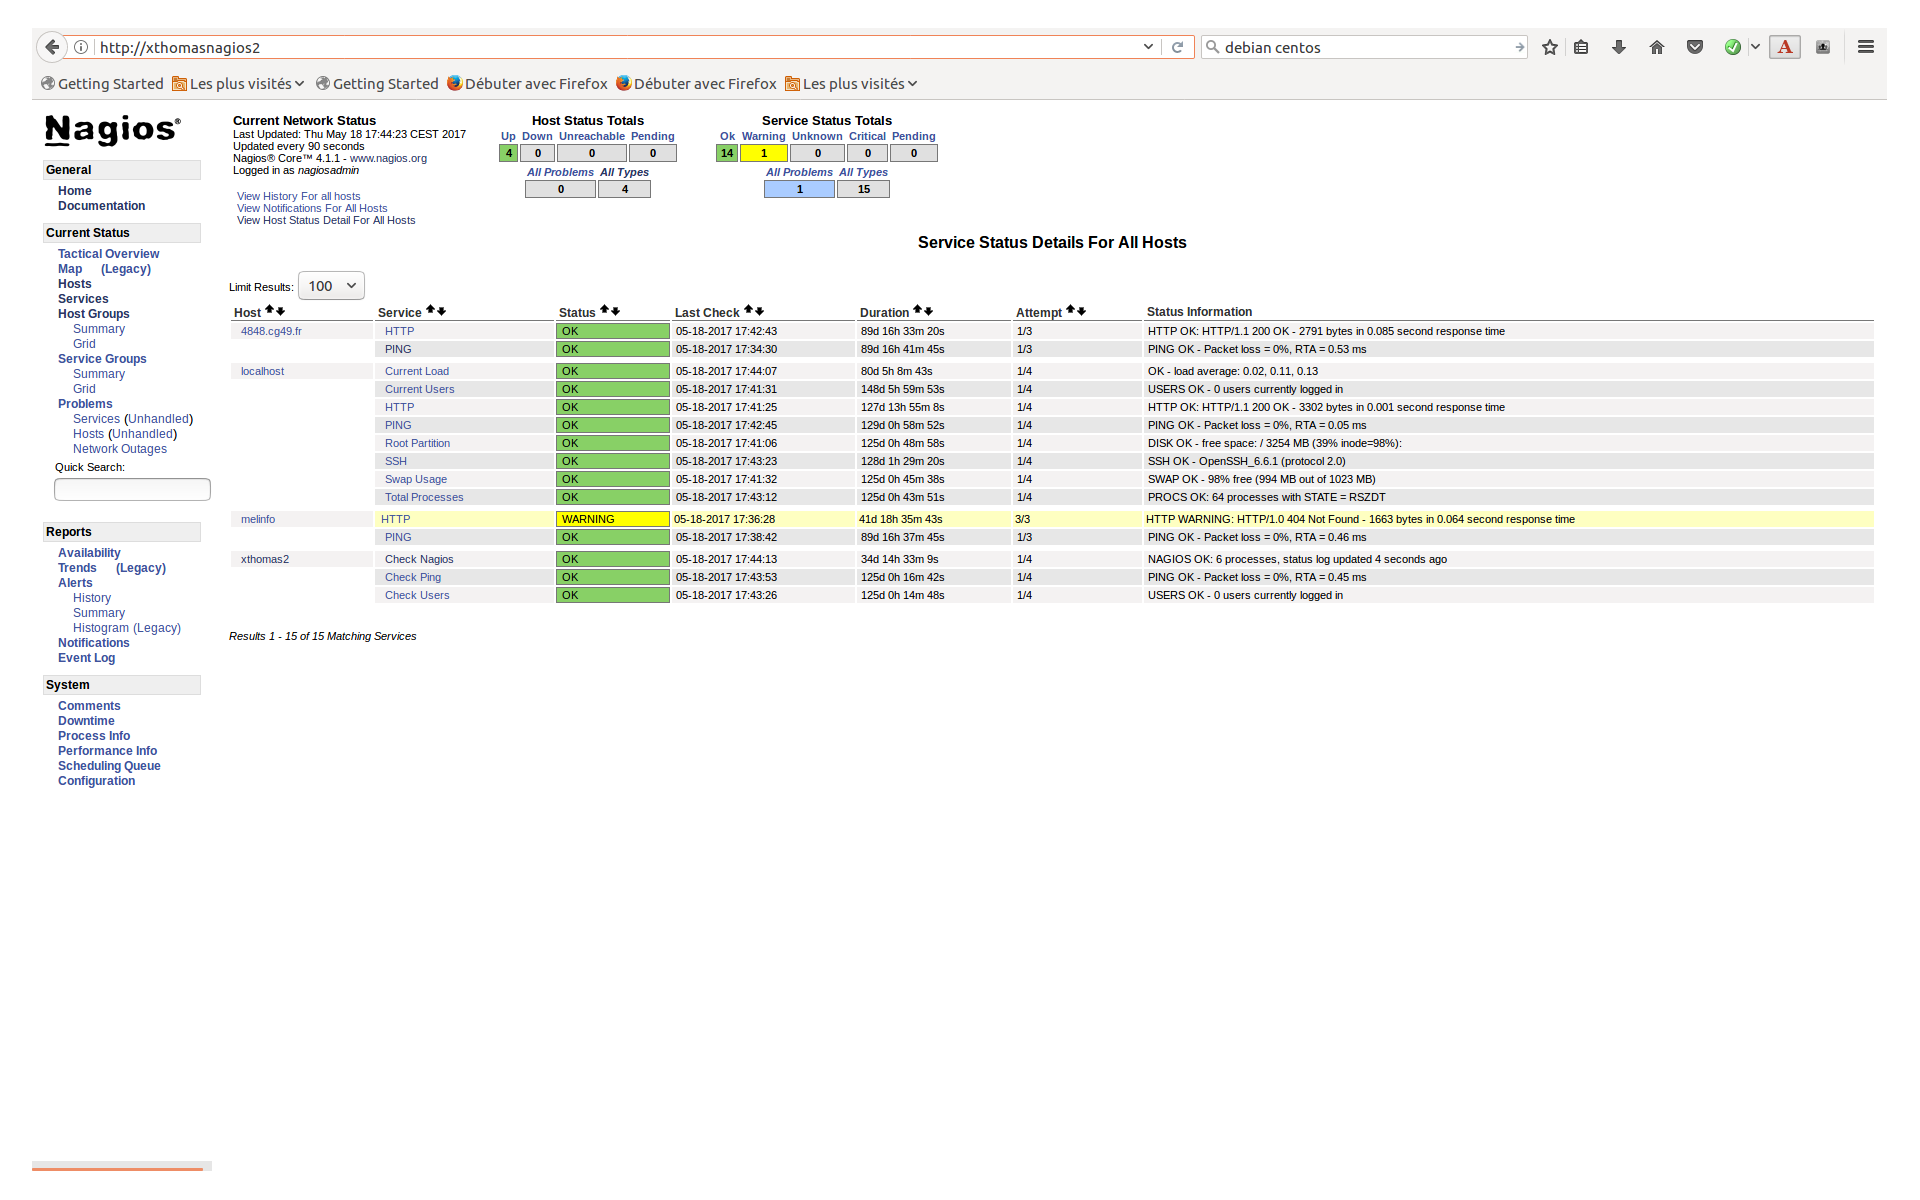 http://xthomasnagios2
debian centos
Getting Started Les plus visités Getting Started Débuter avec Firefox Débuter avec Firefox Les plus visités
Nagios®
General
Home
Documentation
Current Status
Tactical Overview
Map (Legacy)
Hosts
Services
Host Groups
Summary
Grid
Service Groups
Summary
Grid
Problems
Services (Unhandled)
Hosts (Unhandled)
Network Outages
Quick Search:
Reports
Availability
Trends (Legacy)
Alerts
History
Summary
Histogram (Legacy)
Notifications
Event Log
System
Comments
Downtime
Process Info
Performance Info
Scheduling Queue
Configuration
Current Network Status
Last Updated: Thu May 18 17:44:23 CEST 2017
Updated every 90 seconds
Nagios® Core™ 4.1.1 - www.nagios.org
Logged in as nagiosadmin
View History For all hosts
View Notifications For All Hosts
View Host Status Detail For All Hosts
Host Status Totals
Up Down Unreachable Pending
4 0 0 0
All Problems All Types
0 4
Service Status Totals
Ok Warning Unknown Critical Pending
14 1 0 0 0
All Problems All Types
1 15
Service Status Details For All Hosts
Limit Results: 100
Host Service Status Last Check Duration Attempt Status Information
4848.cg49.fr HTTP OK 05-18-2017 17:42:43 89d 16h 33m 20s 1/3 HTTP OK: HTTP/1.1 200 OK - 2791 bytes in 0.085 second response time
PING OK 05-18-2017 17:34:30 89d 16h 41m 45s 1/3 PING OK - Packet loss = 0%, RTA = 0.53 ms
localhost Current Load OK 05-18-2017 17:44:07 80d 5h 8m 43s 1/4 OK - load average: 0.02, 0.11, 0.13
Current Users OK 05-18-2017 17:41:31 148d 5h 59m 53s 1/4 USERS OK - 0 users currently logged in
HTTP OK 05-18-2017 17:41:25 127d 13h 55m 8s 1/4 HTTP OK: HTTP/1.1 200 OK - 3302 bytes in 0.001 second response time
PING OK 05-18-2017 17:42:45 129d 0h 58m 52s 1/4 PING OK - Packet loss = 0%, RTA = 0.05 ms
Root Partition OK 05-18-2017 17:41:06 125d 0h 48m 58s 1/4 DISK OK - free space: / 3254 MB (39% inode=98%):
SSH OK 05-18-2017 17:43:23 128d 1h 29m 20s 1/4 SSH OK - OpenSSH_6.6.1 (protocol 2.0)
Swap Usage OK 05-18-2017 17:41:32 125d 0h 45m 38s 1/4 SWAP OK - 98% free (994 MB out of 1023 MB)
Total Processes OK 05-18-2017 17:43:12 125d 0h 43m 51s 1/4 PROCS OK: 64 processes with STATE = RSZDT
melinfo HTTP WARNING 05-18-2017 17:36:28 41d 18h 35m 43s 3/3 HTTP WARNING: HTTP/1.0 404 Not Found - 1663 bytes in 0.064 second response time
PING OK 05-18-2017 17:38:42 89d 16h 37m 45s 1/3 PING OK - Packet loss = 0%, RTA = 0.46 ms
xthomas2 Check Nagios OK 05-18-2017 17:44:13 34d 14h 33m 9s 1/4 NAGIOS OK: 6 processes, status log updated 4 seconds ago
Check Ping OK 05-18-2017 17:43:53 125d 0h 16m 42s 1/4 PING OK - Packet loss = 0%, RTA = 0.45 ms
Check Users OK 05-18-2017 17:43:26 125d 0h 14m 48s 1/4 USERS OK - 0 users currently logged in
Results 1 - 15 of 15 Matching Services